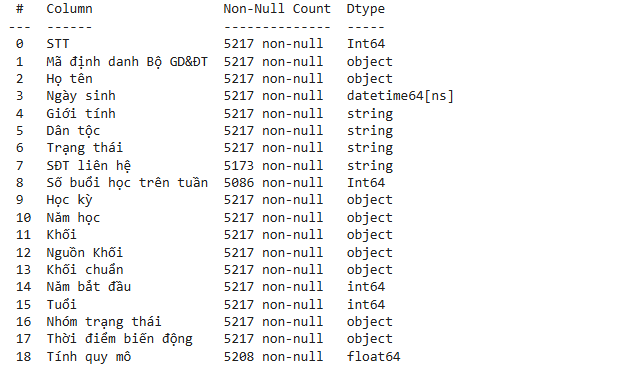 #   Column                Non-Null Count  Dtype
---  ------                --------------  -----
 0   STT                   5217 non-null   Int64
 1   Mã định danh Bộ GD&ĐT 5217 non-null   object
 2   Họ tên                5217 non-null   object
 3   Ngày sinh             5217 non-null   datetime64[ns]
 4   Giới tính             5217 non-null   string
 5   Dân tộc               5217 non-null   string
 6   Trạng thái            5217 non-null   string
 7   SĐT liên hệ           5173 non-null   string
 8   Số buổi học trên tuần 5086 non-null   Int64
 9   Học kỳ                5217 non-null   object
 10  Năm học               5217 non-null   object
 11  Khối                  5217 non-null   object
 12  Nguồn Khối            5217 non-null   object
 13  Khối chuẩn            5217 non-null   object
 14  Năm bắt đầu           5217 non-null   int64
 15  Tuổi                  5217 non-null   int64
 16  Nhóm trạng thái       5217 non-null   object
 17  Thời điểm biến động   5217 non-null   object
 18  Tính quy mô           5208 non-null   float64